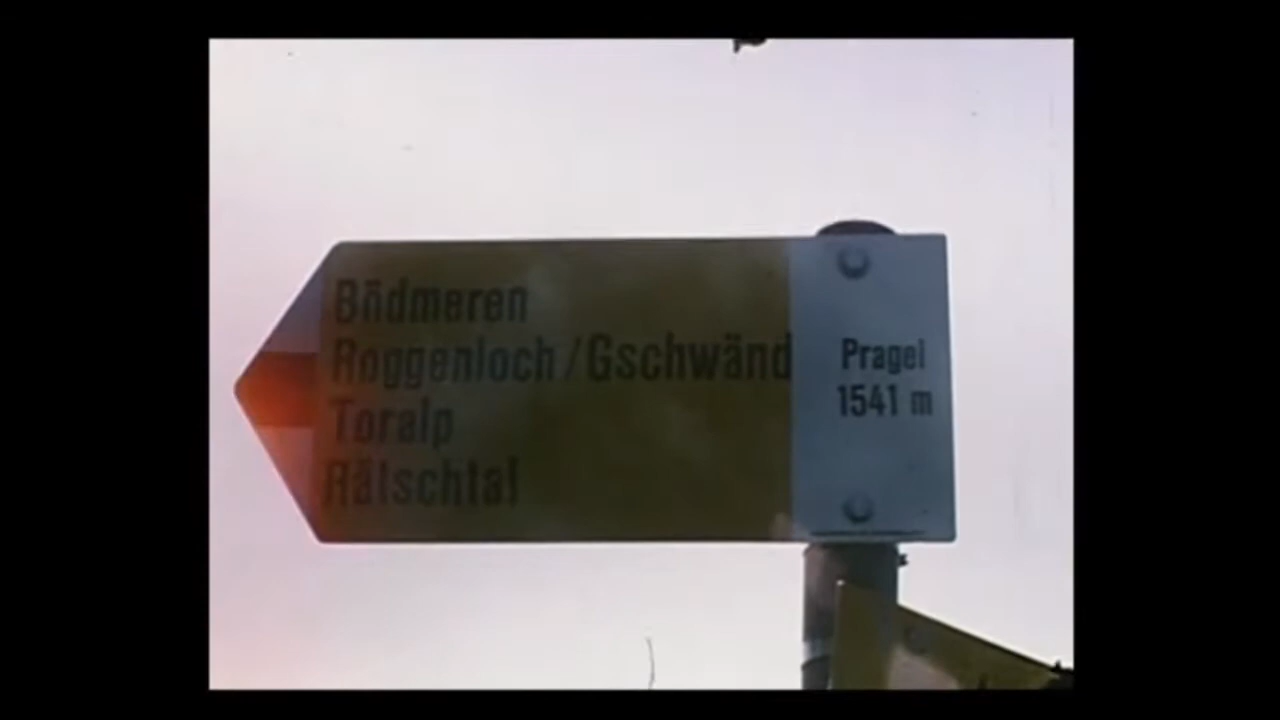 Bödmeren
Roggenloch/Gschwänd
Toralp
Rätschtal
Pragel
1541 m